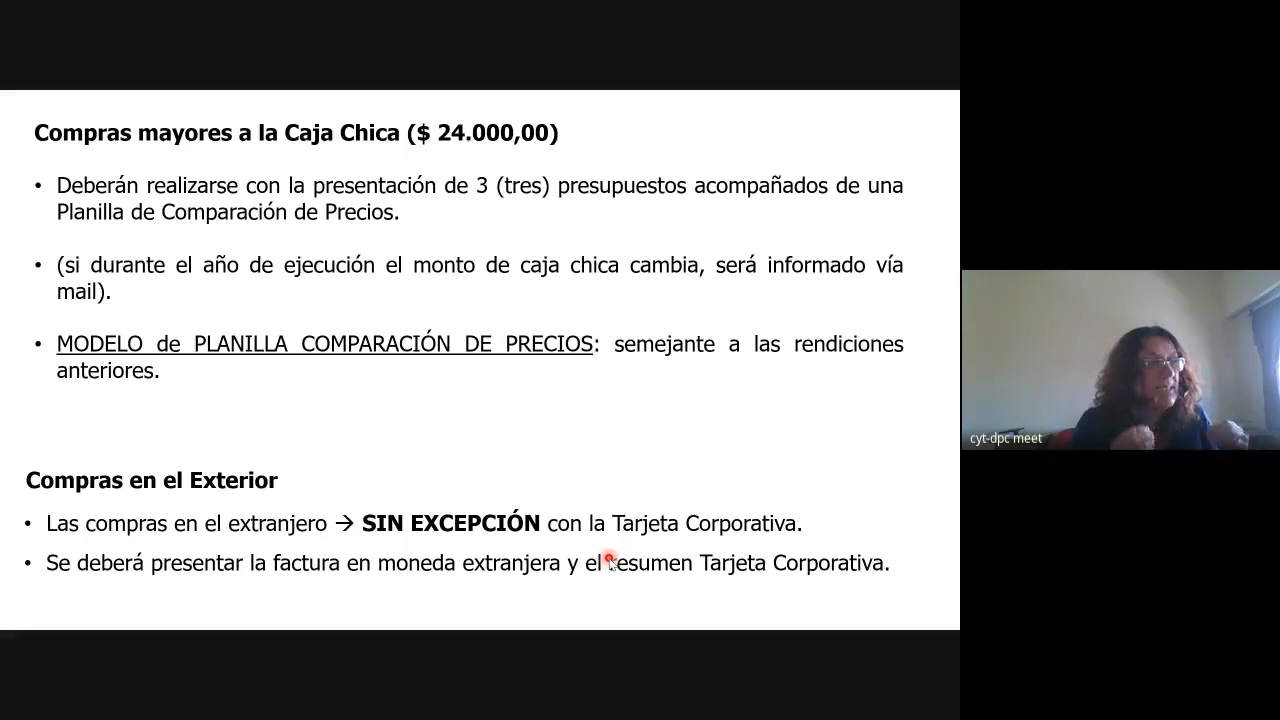 Compras mayores a la Caja Chica ($ 24.000,00)
• Deberán realizarse con la presentación de 3 (tres) presupuestos acompañados de una
Planilla de Comparación de Precios.
• (si durante el año de ejecución el monto de caja chica cambia, será informado vía
mail).
• MODELO de PLANILLA COMPARACIÓN DE PRECIOS: semejante a las rendiciones
anteriores.
Compras en el Exterior
• Las compras en el extranjero → SIN EXCEPCIÓN con la Tarjeta Corporativa.
• Se deberá presentar la factura en moneda extranjera y el resumen Tarjeta Corporativa.
cyt-dpc meet